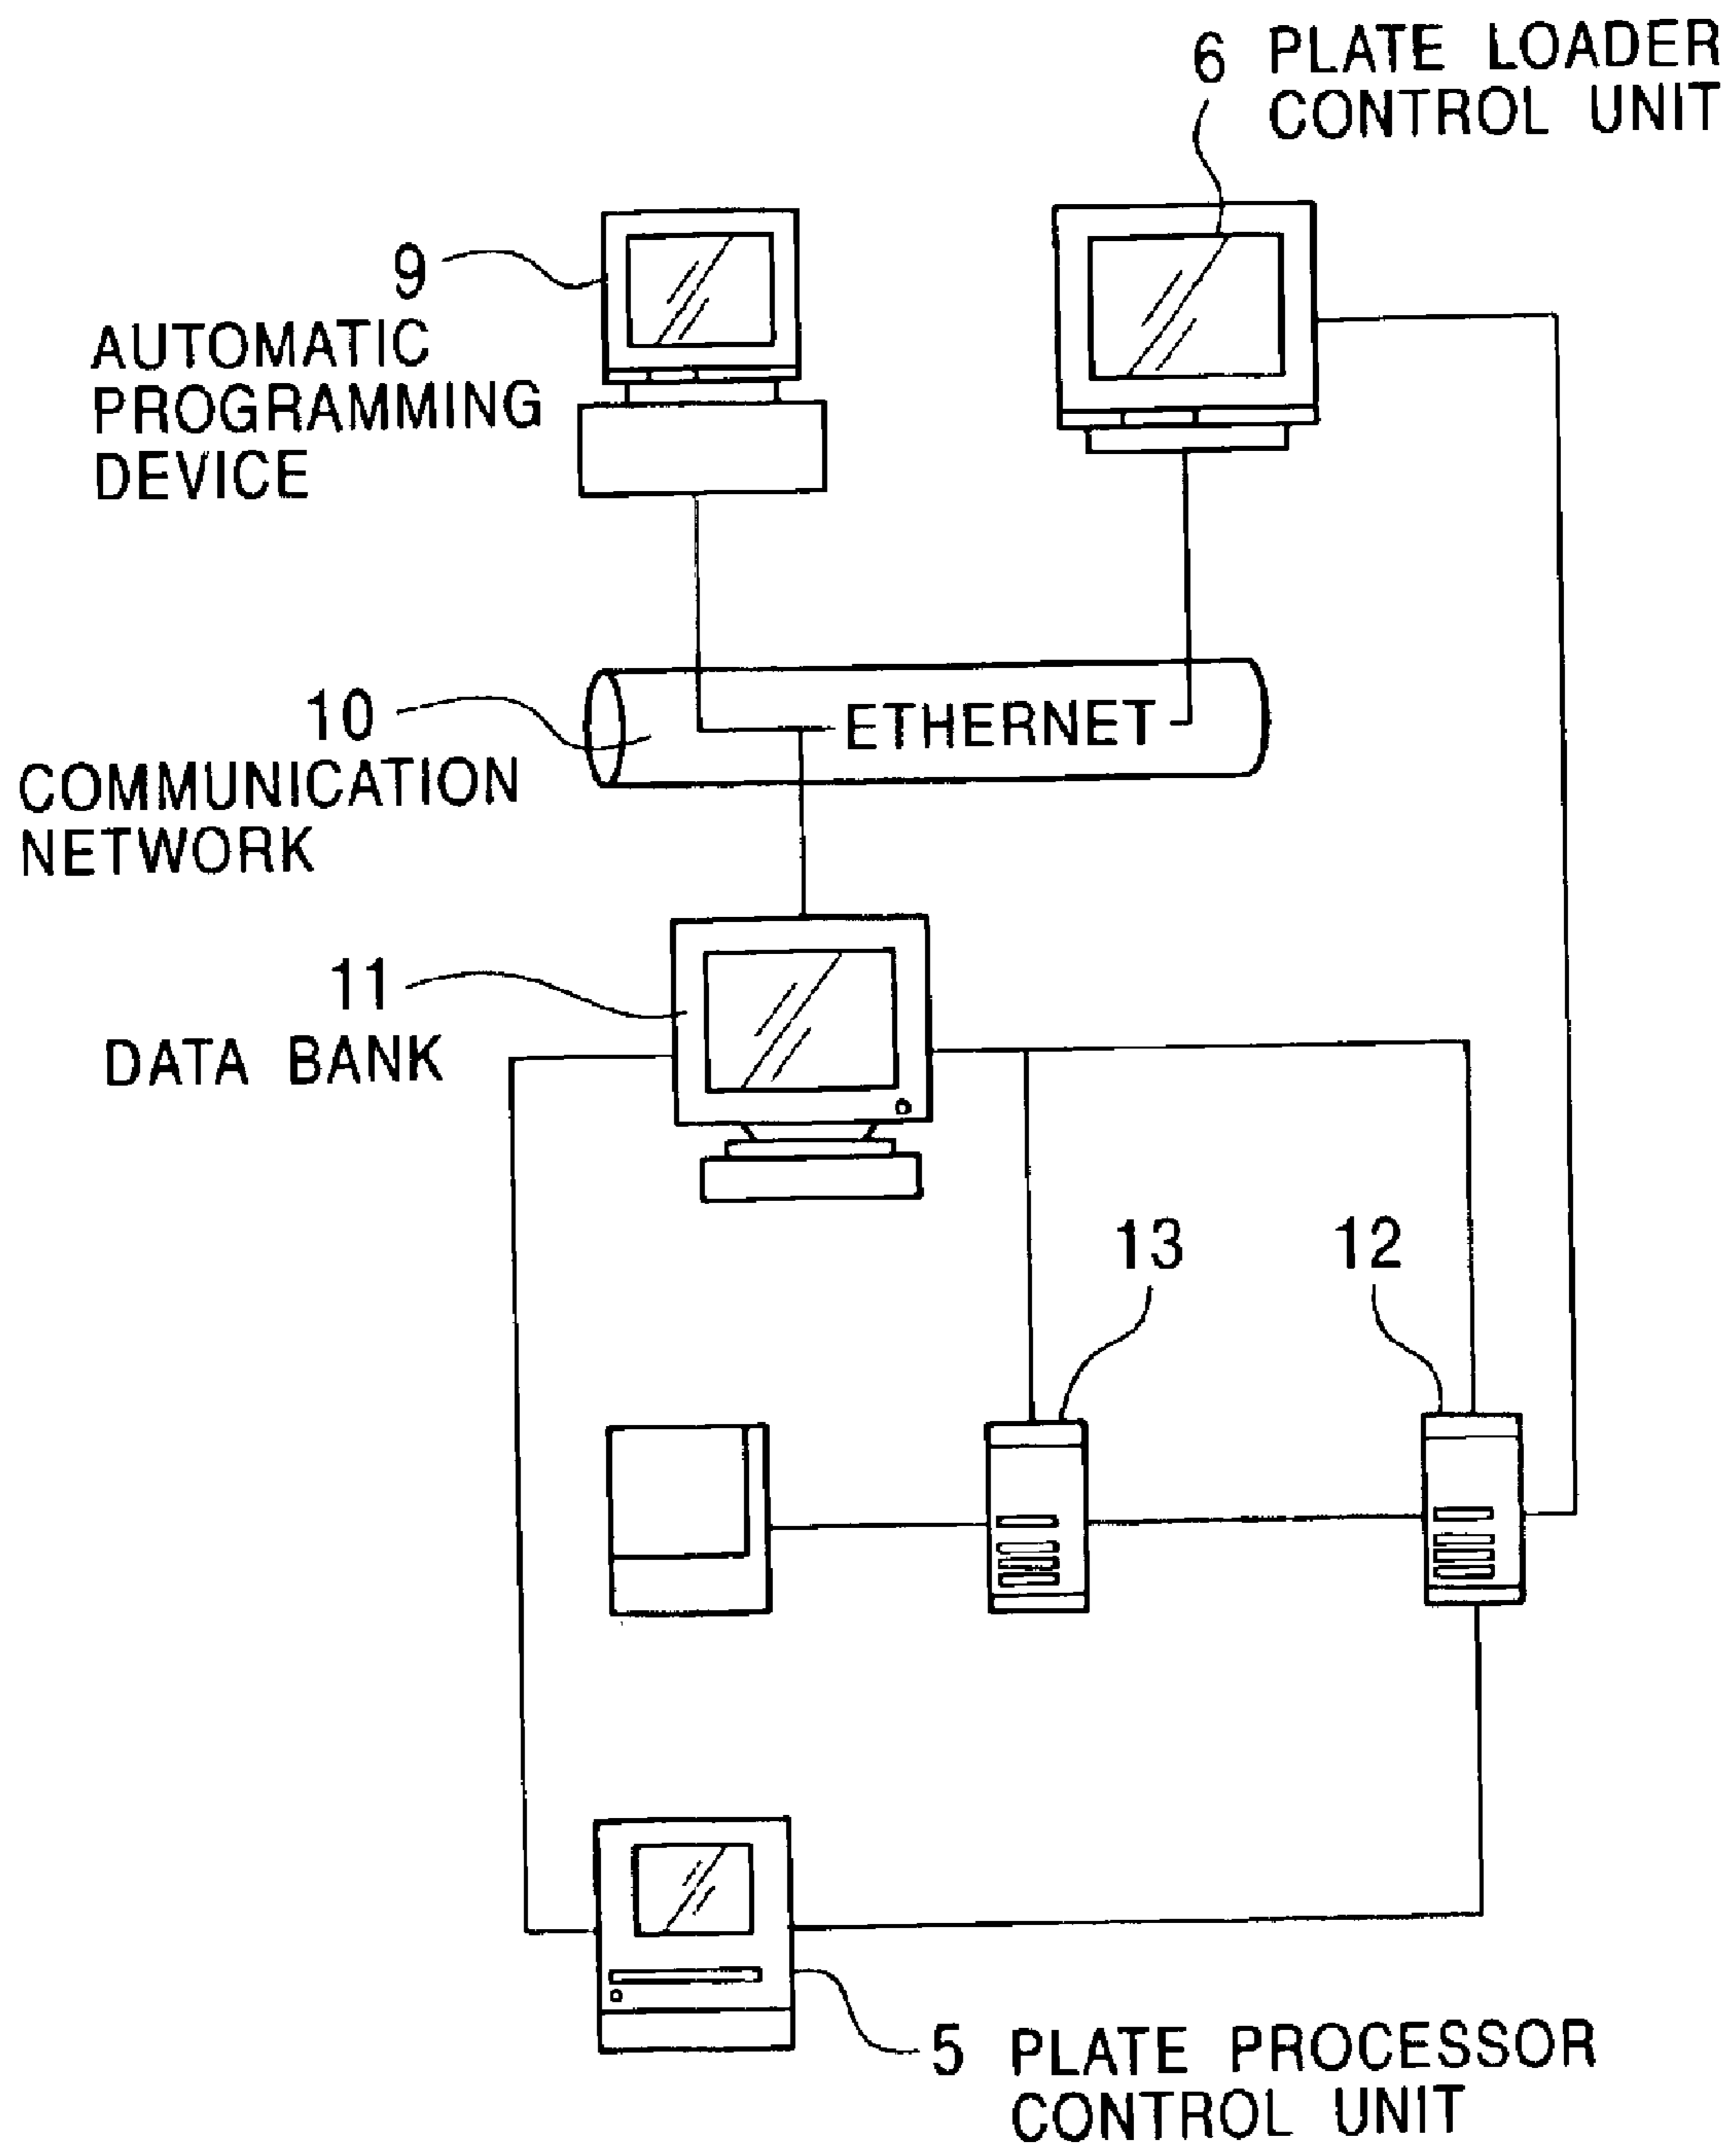 6 PLATE LOADER
CONTROL UNIT
9
AUTOMATIC
PROGRAMMING
DEVICE
10
COMMUNICATION
NETWORK
ETHERNET
11
DATA BANK
13
12
5 PLATE PROCESSOR
CONTROL UNIT